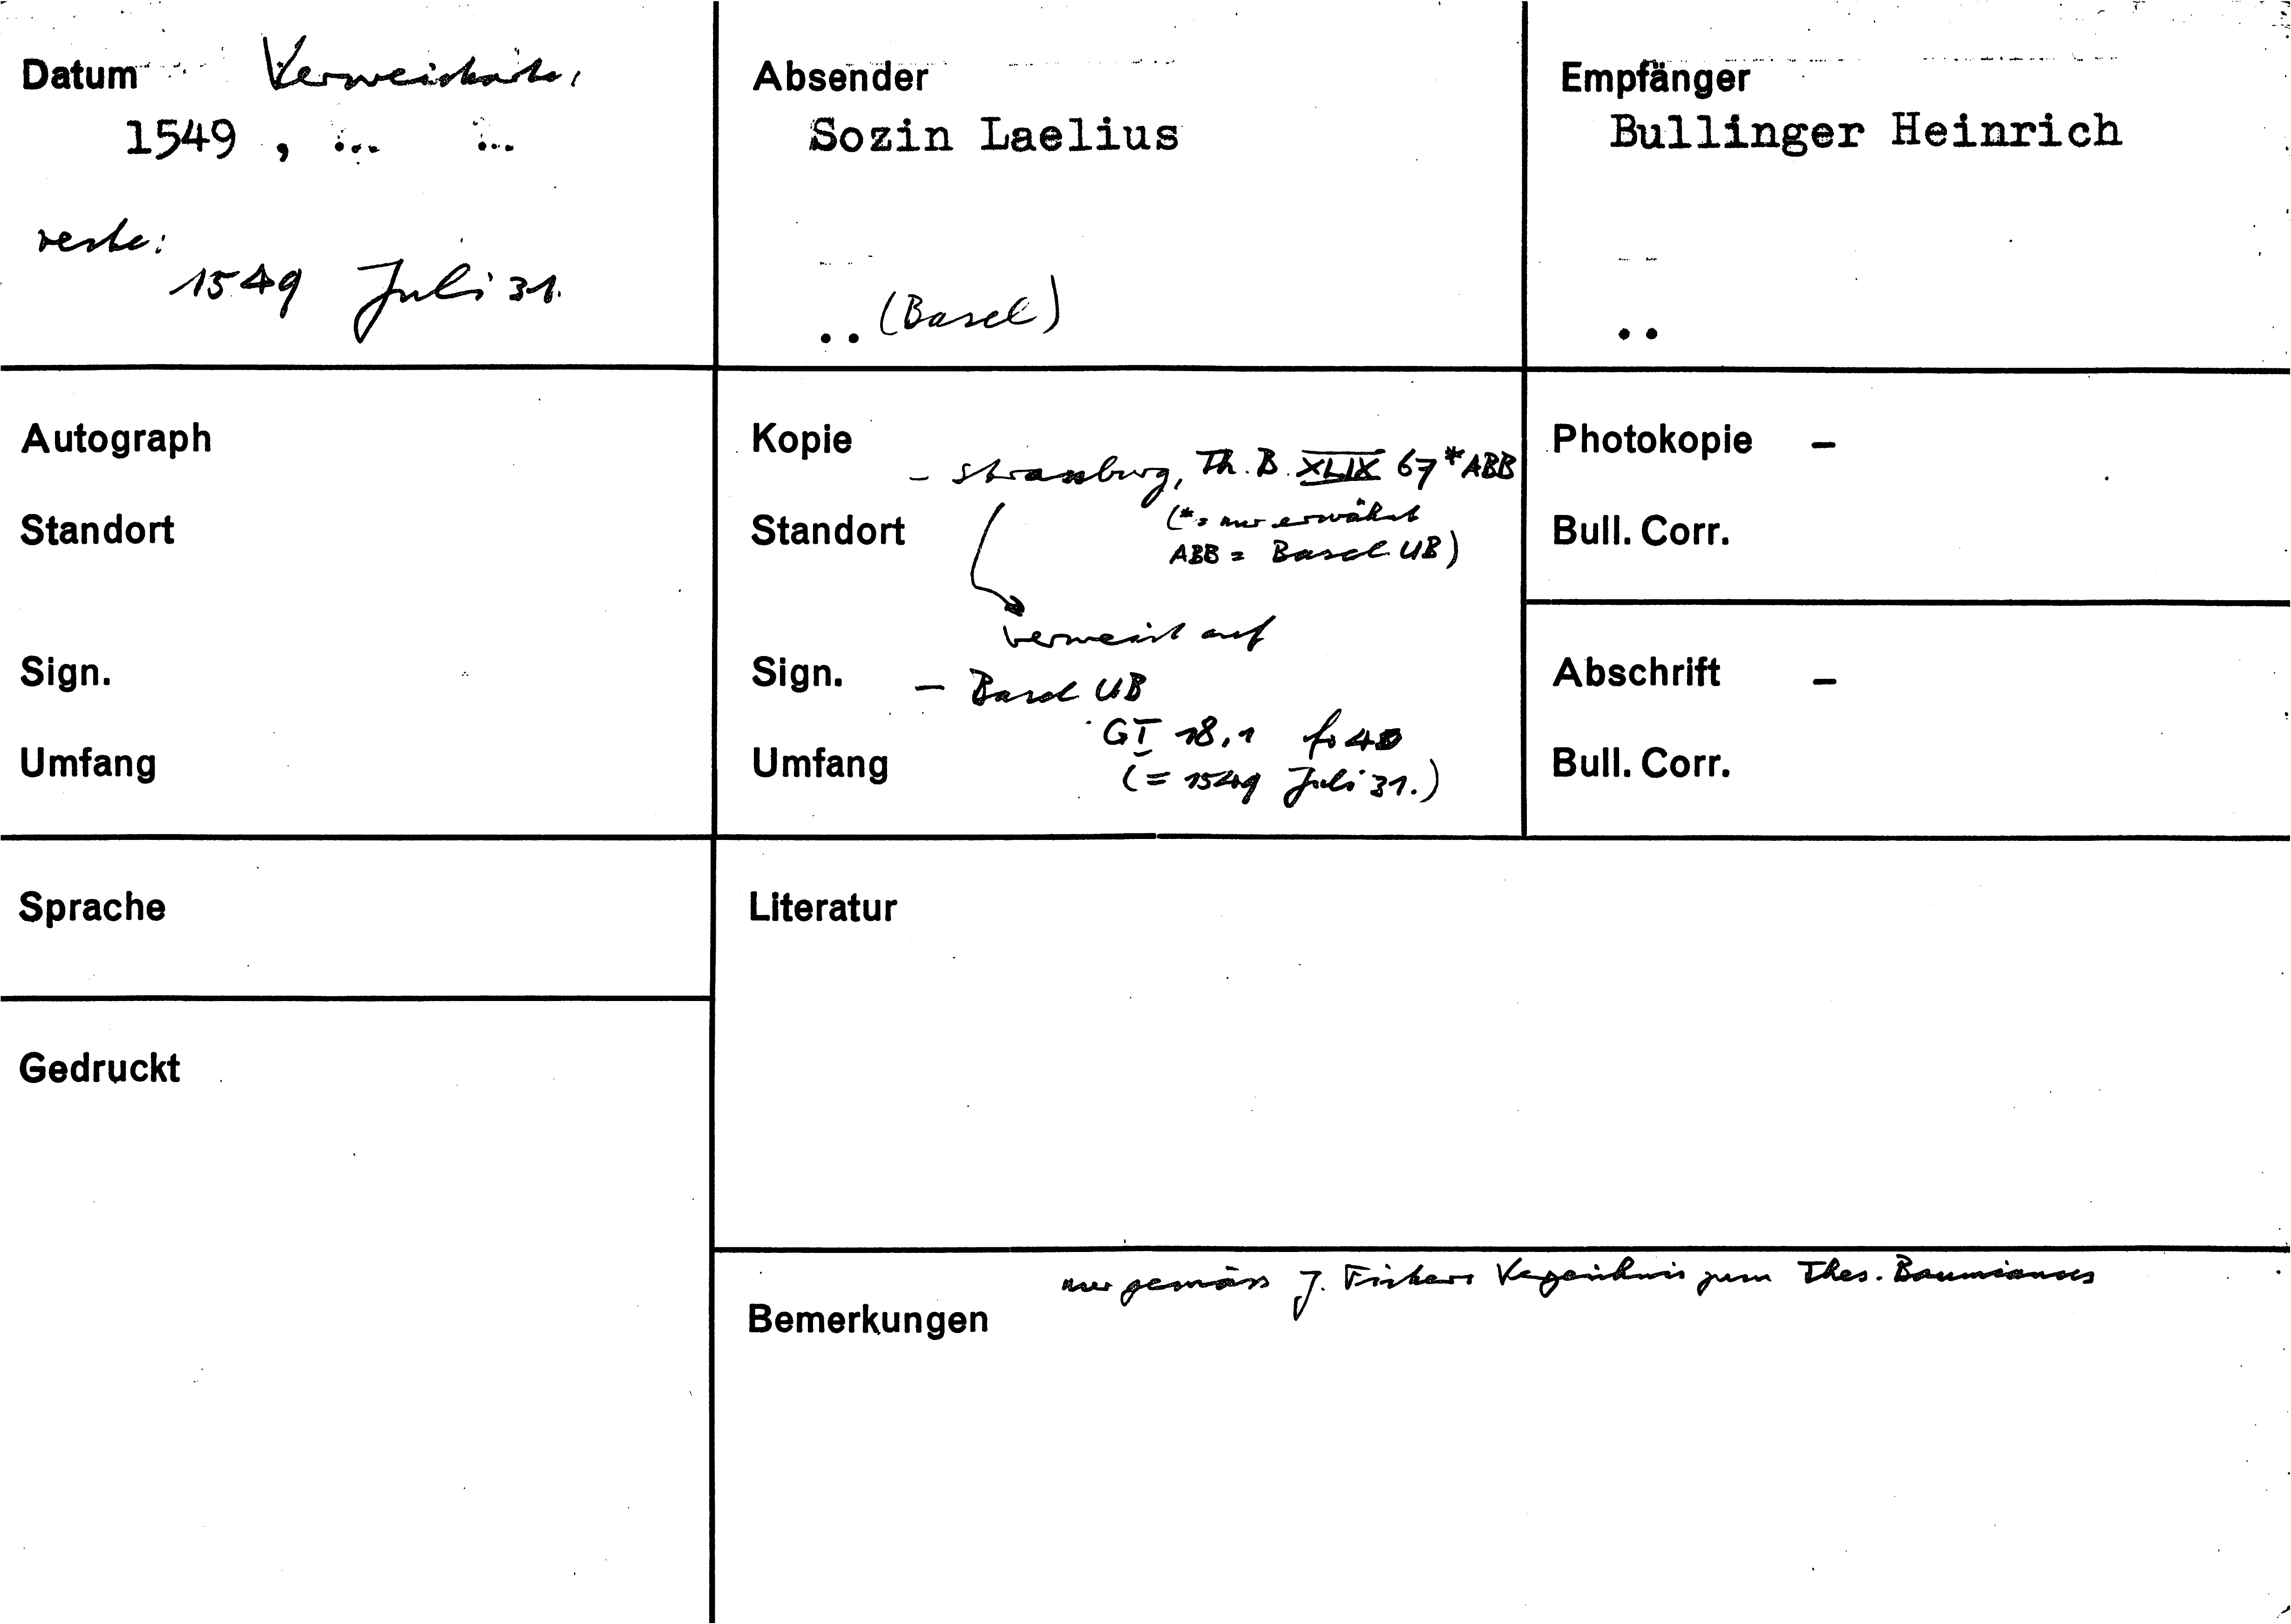 Datum Verweiskarte,
1549 , ... ...
recte:
1549 Juli 31.
Absender
Sozin Laelius
.. (Basel)
Empfänger
Bullinger Heinrich
..
Autograph
Standort
Sign.
Umfang
Kopie
- Strassburg, Th. B. XLIX 67 * ABB
Standort (* = nur erwähnt
ABB = Basel UB)
verweist auf
Sign. - Basel UB
G I 18,1 fo
Umfang (= 1549 Juli 31.)
Photokopie -
Bull. Corr.
Abschrift -
Bull. Corr.
Sprache
Gedruckt
Literatur
nur gemäss J. Fickers Verzeichnis zum Thes. Baumianus
Bemerkungen